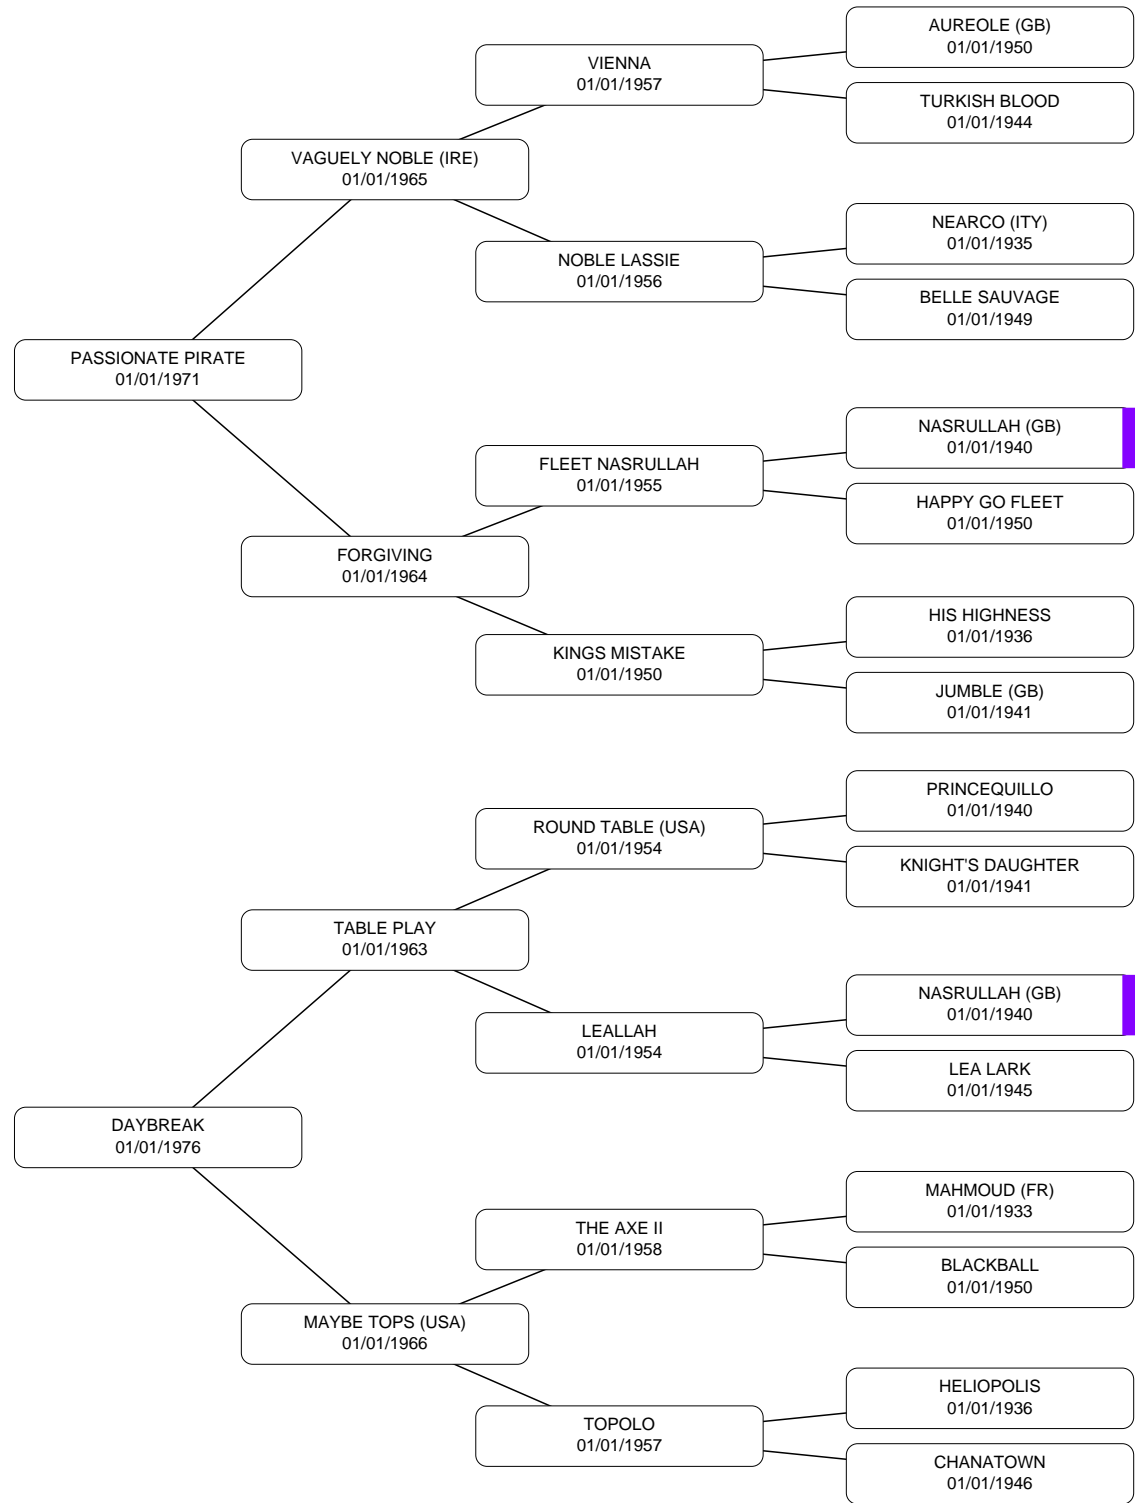 AUREOLE (GB)
01/01/1950
VIENNA
01/01/1957
TURKISH BLOOD
01/01/1944
VAGUELY NOBLE (IRE)
01/01/1965
NEARCO (ITY)
01/01/1935
NOBLE LASSIE
01/01/1956
BELLE SAUVAGE
01/01/1949
PASSIONATE PIRATE
01/01/1971
NASRULLAH (GB)
01/01/1940
FLEET NASRULLAH
01/01/1955
HAPPY GO FLEET
01/01/1950
FORGIVING
01/01/1964
HIS HIGHNESS
01/01/1936
KINGS MISTAKE
01/01/1950
JUMBLE (GB)
01/01/1941
PRINCEQUILLO
01/01/1940
ROUND TABLE (USA)
01/01/1954
KNIGHT'S DAUGHTER
01/01/1941
TABLE PLAY
01/01/1963
NASRULLAH (GB)
01/01/1940
LEALLAH
01/01/1954
LEA LARK
01/01/1945
DAYBREAK
01/01/1976
MAHMOUD (FR)
01/01/1933
THE AXE II
01/01/1958
BLACKBALL
01/01/1950
MAYBE TOPS (USA)
01/01/1966
HELIOPOLIS
01/01/1936
TOPOLO
01/01/1957
CHANATOWN
01/01/1946